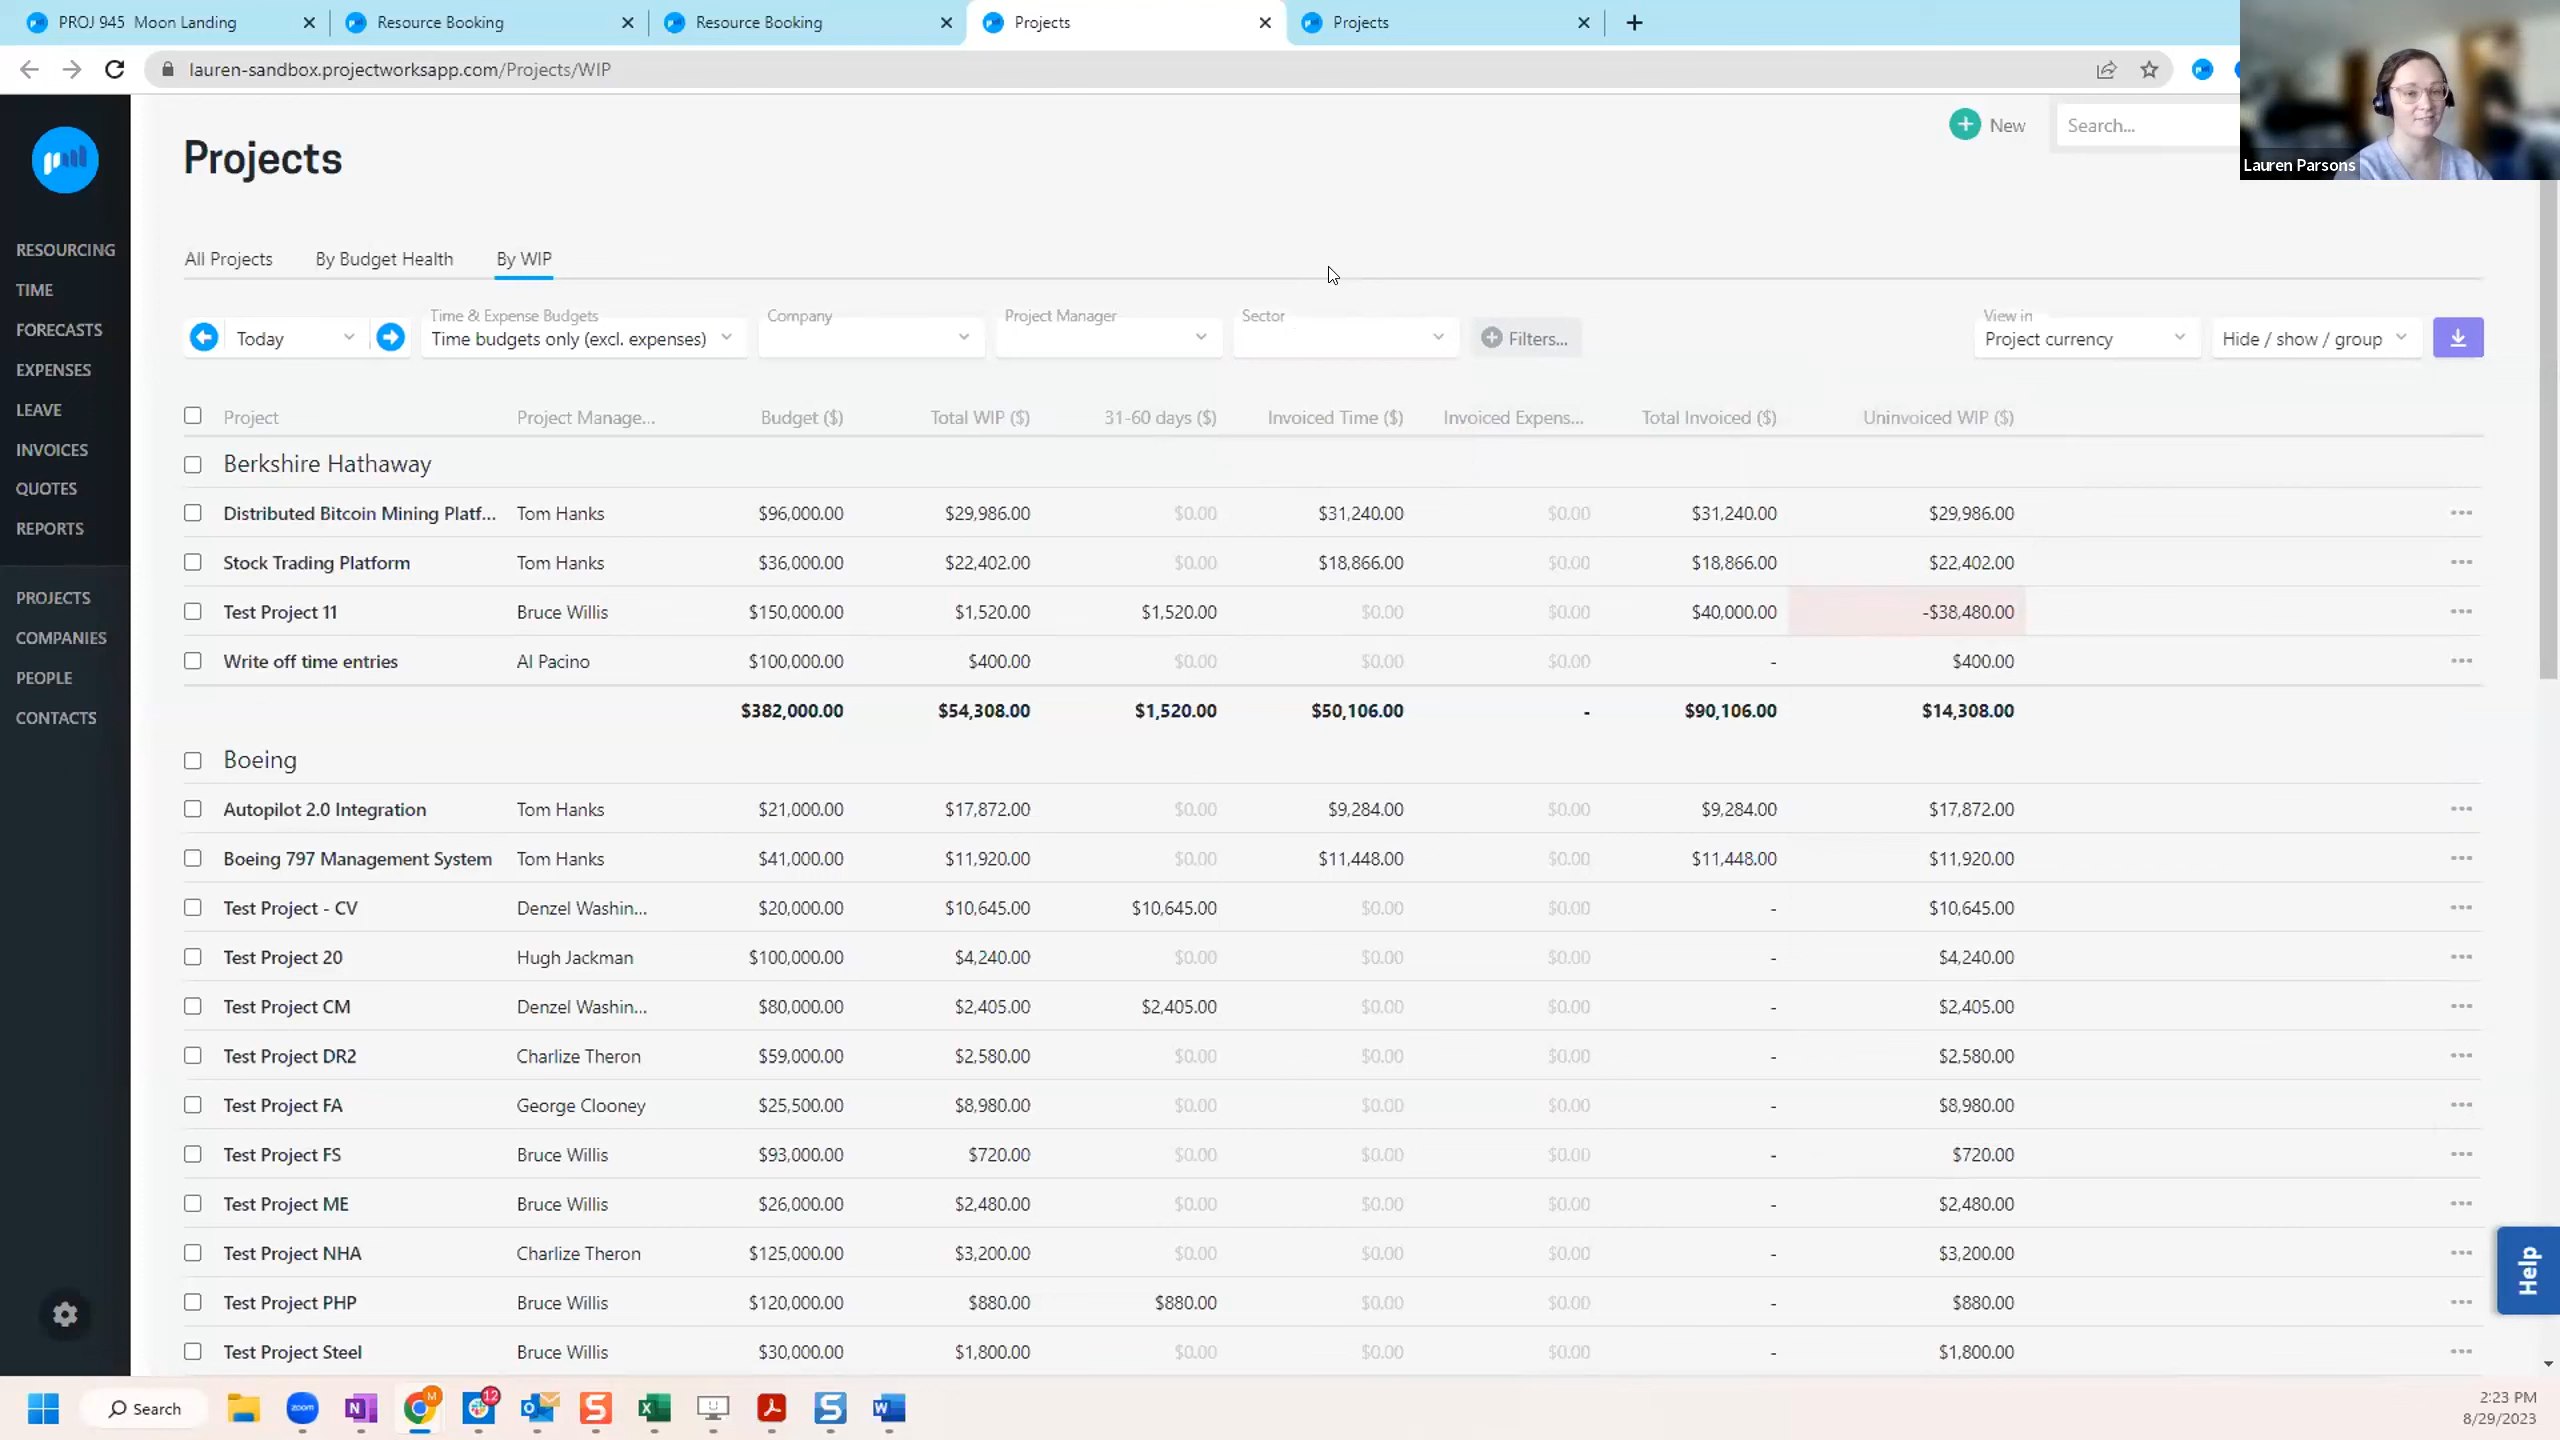 PROJ 945 Moon Landing
Resource Booking
Resource Booking
Projects
Projects
lauren-sandbox.projectworksapp.com/Projects/WIP
Lauren Parsons
New
Search...
Projects
RESOURCING
TIME
FORECASTS
EXPENSES
LEAVE
INVOICES
QUOTES
REPORTS
PROJECTS
COMPANIES
PEOPLE
CONTACTS
All Projects By Budget Health By WIP
Today
Time & Expense Budgets
Time budgets only (excl. expenses)
Company
Project Manager
Sector
Filters...
View in
Project currency
Hide / show / group
Project Project Manage... Budget ($) Total WIP ($) 31-60 days ($) Invoiced Time ($) Invoiced Expens... Total Invoiced ($) Uninvoiced WIP ($)
Berkshire Hathaway
Distributed Bitcoin Mining Platf... Tom Hanks $96,000.00 $29,986.00 $0.00 $31,240.00 $0.00 $31,240.00 $29,986.00
Stock Trading Platform Tom Hanks $36,000.00 $22,402.00 $0.00 $18,866.00 $0.00 $18,866.00 $22,402.00
Test Project 11 Bruce Willis $150,000.00 $1,520.00 $1,520.00 $0.00 $0.00 $40,000.00 -$38,480.00
Write off time entries Al Pacino $100,000.00 $400.00 $0.00 $0.00 $0.00 - $400.00
$382,000.00 $54,308.00 $1,520.00 $50,106.00 - $90,106.00 $14,308.00
Boeing
Autopilot 2.0 Integration Tom Hanks $21,000.00 $17,872.00 $0.00 $9,284.00 $0.00 $9,284.00 $17,872.00
Boeing 797 Management System Tom Hanks $41,000.00 $11,920.00 $0.00 $11,448.00 $0.00 $11,448.00 $11,920.00
Test Project - CV Denzel Washin... $20,000.00 $10,645.00 $10,645.00 $0.00 $0.00 - $10,645.00
Test Project 20 Hugh Jackman $100,000.00 $4,240.00 $0.00 $0.00 $0.00 - $4,240.00
Test Project CM Denzel Washin... $80,000.00 $2,405.00 $2,405.00 $0.00 $0.00 - $2,405.00
Test Project DR2 Charlize Theron $59,000.00 $2,580.00 $0.00 $0.00 $0.00 - $2,580.00
Test Project FA George Clooney $25,500.00 $8,980.00 $0.00 $0.00 $0.00 - $8,980.00
Test Project FS Bruce Willis $93,000.00 $720.00 $0.00 $0.00 $0.00 - $720.00
Test Project ME Bruce Willis $26,000.00 $2,480.00 $0.00 $0.00 $0.00 - $2,480.00
Test Project NHA Charlize Theron $125,000.00 $3,200.00 $0.00 $0.00 $0.00 - $3,200.00
Test Project PHP Bruce Willis $120,000.00 $880.00 $880.00 $0.00 $0.00 - $880.00
Test Project Steel Bruce Willis $30,000.00 $1,800.00 $0.00 $0.00 $0.00 - $1,800.00
Help
Search
zoom
N
M
12
S
X
S
W
2:23 PM
8/29/2023